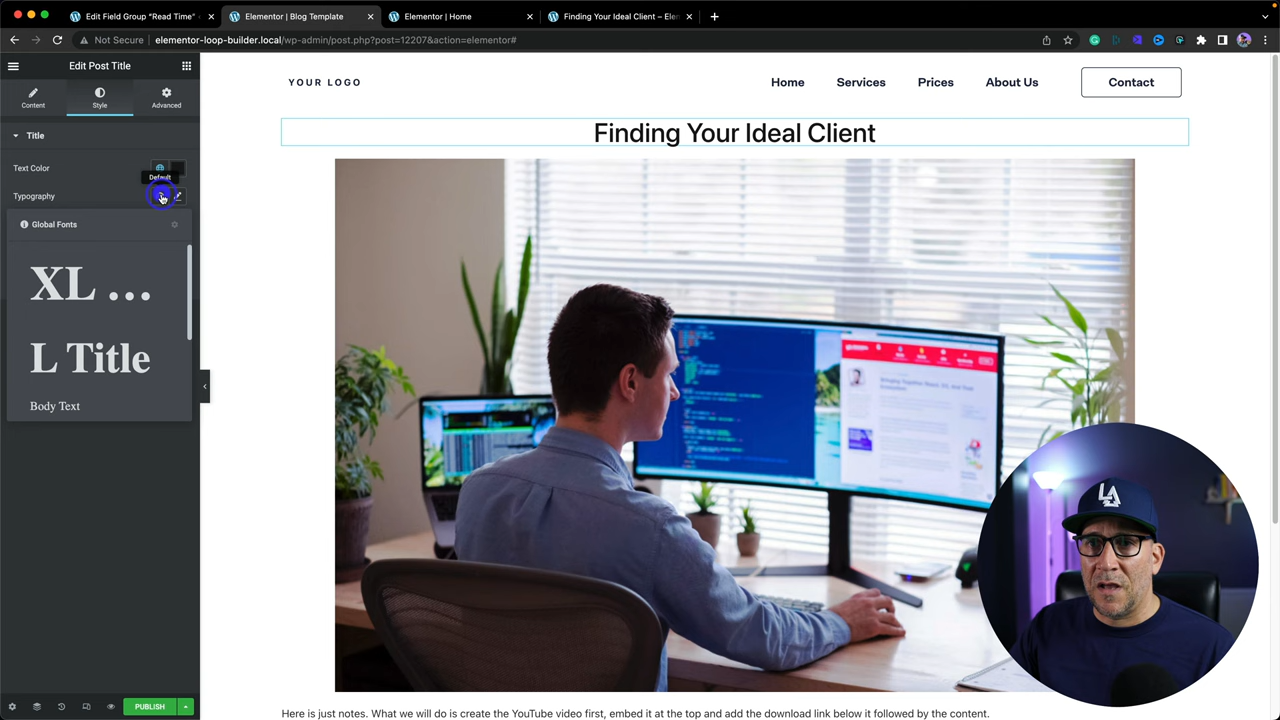 Edit Field Group “Read Time”
Elementor | Blog Template
Elementor | Home
Finding Your Ideal Client – Elen
Not Secure
elementor-loop-builder.local/wp-admin/post.php?post=12207&action=elementor#
Edit Post Title
Content
Style
Advanced
Title
Text Color
Default
Typography
Global Fonts
XL ...
L Title
Body Text
PUBLISH
YOUR LOGO
Home
Services
Prices
About Us
Contact
Finding Your Ideal Client
LA
Here is just notes. What we will do is create the YouTube video first, embed it at the top and add the download link below it followed by the content.